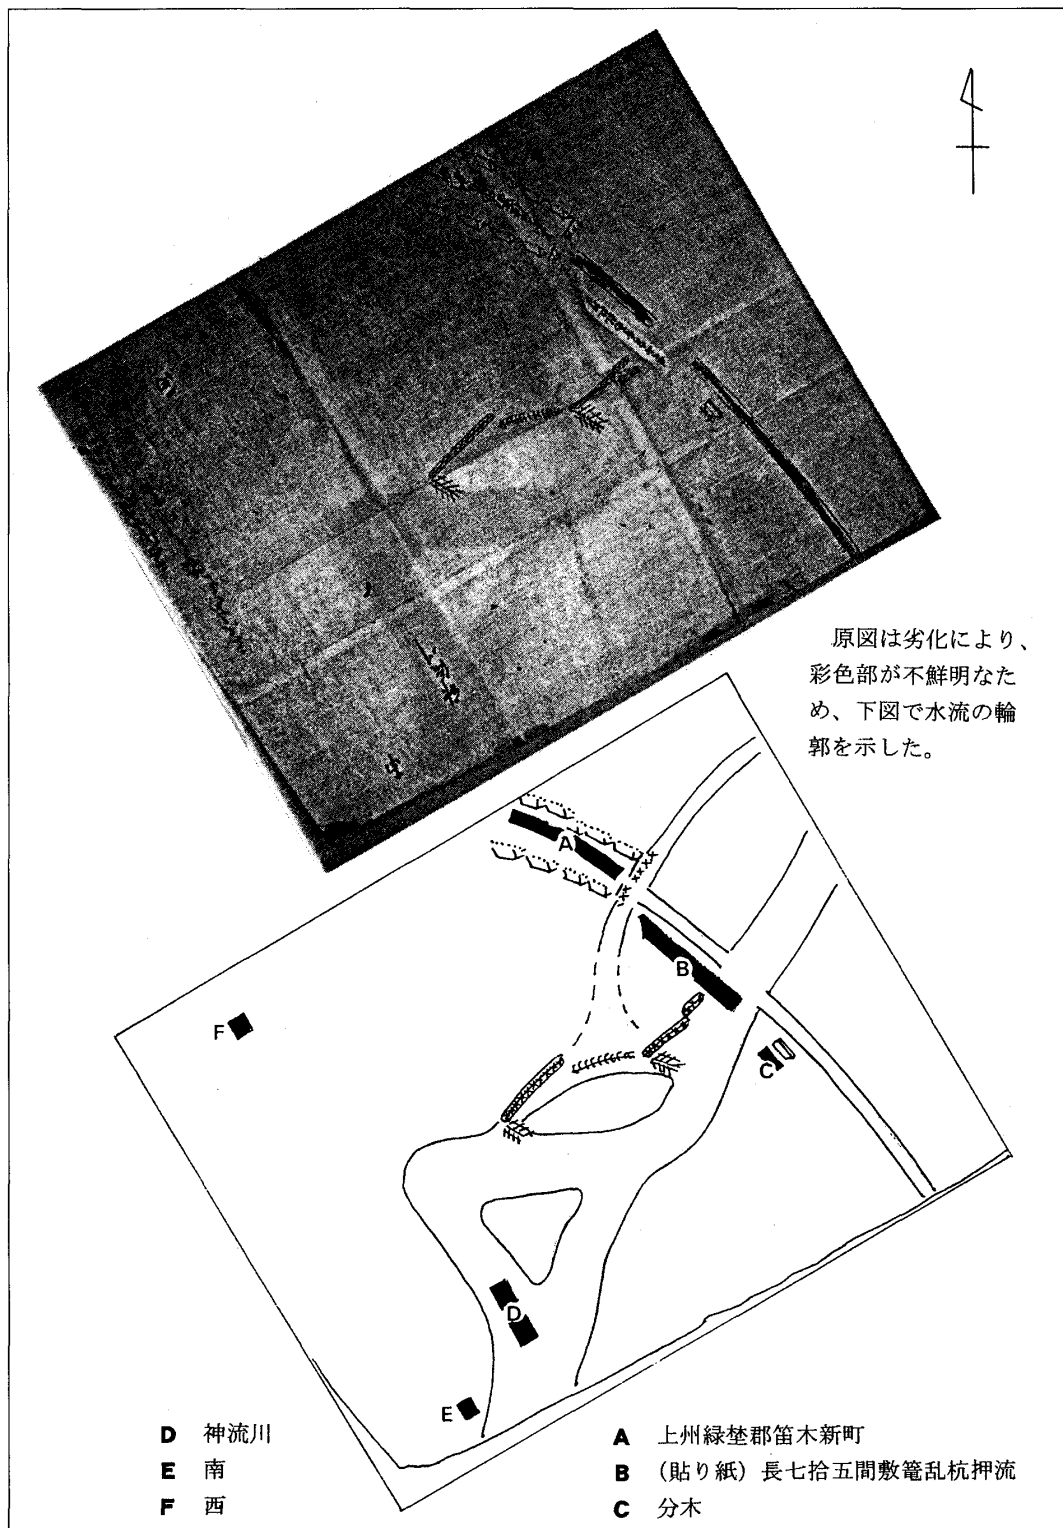 原図は劣化により、
彩色部が不鮮明なた
め、下図で水流の輪
郭を示した。
A
B
C
F
D
E
D 神流川
E 南
F 西
A 上州緑埜郡笛木新町
B (貼り紙) 長七拾五間敷篭乱杭押流
C 分木